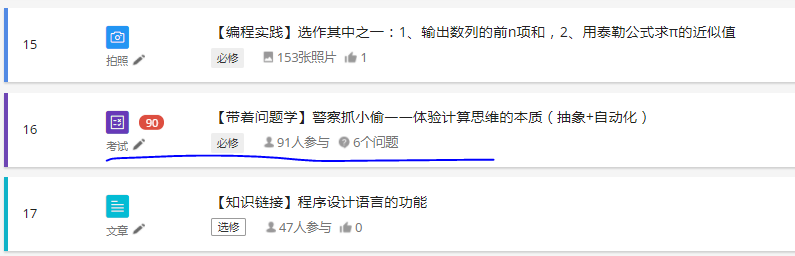 15
拍照
【编程实践】选作其中之一：1、输出数列的前n项和，2、用泰勒公式求π的近似值
必修 153张照片 1
16
90
考试
【带着问题学】警察抓小偷——体验计算思维的本质（抽象+自动化）
必修 91人参与 6个问题
17
文章
【知识链接】程序设计语言的功能
选修 47人参与 0